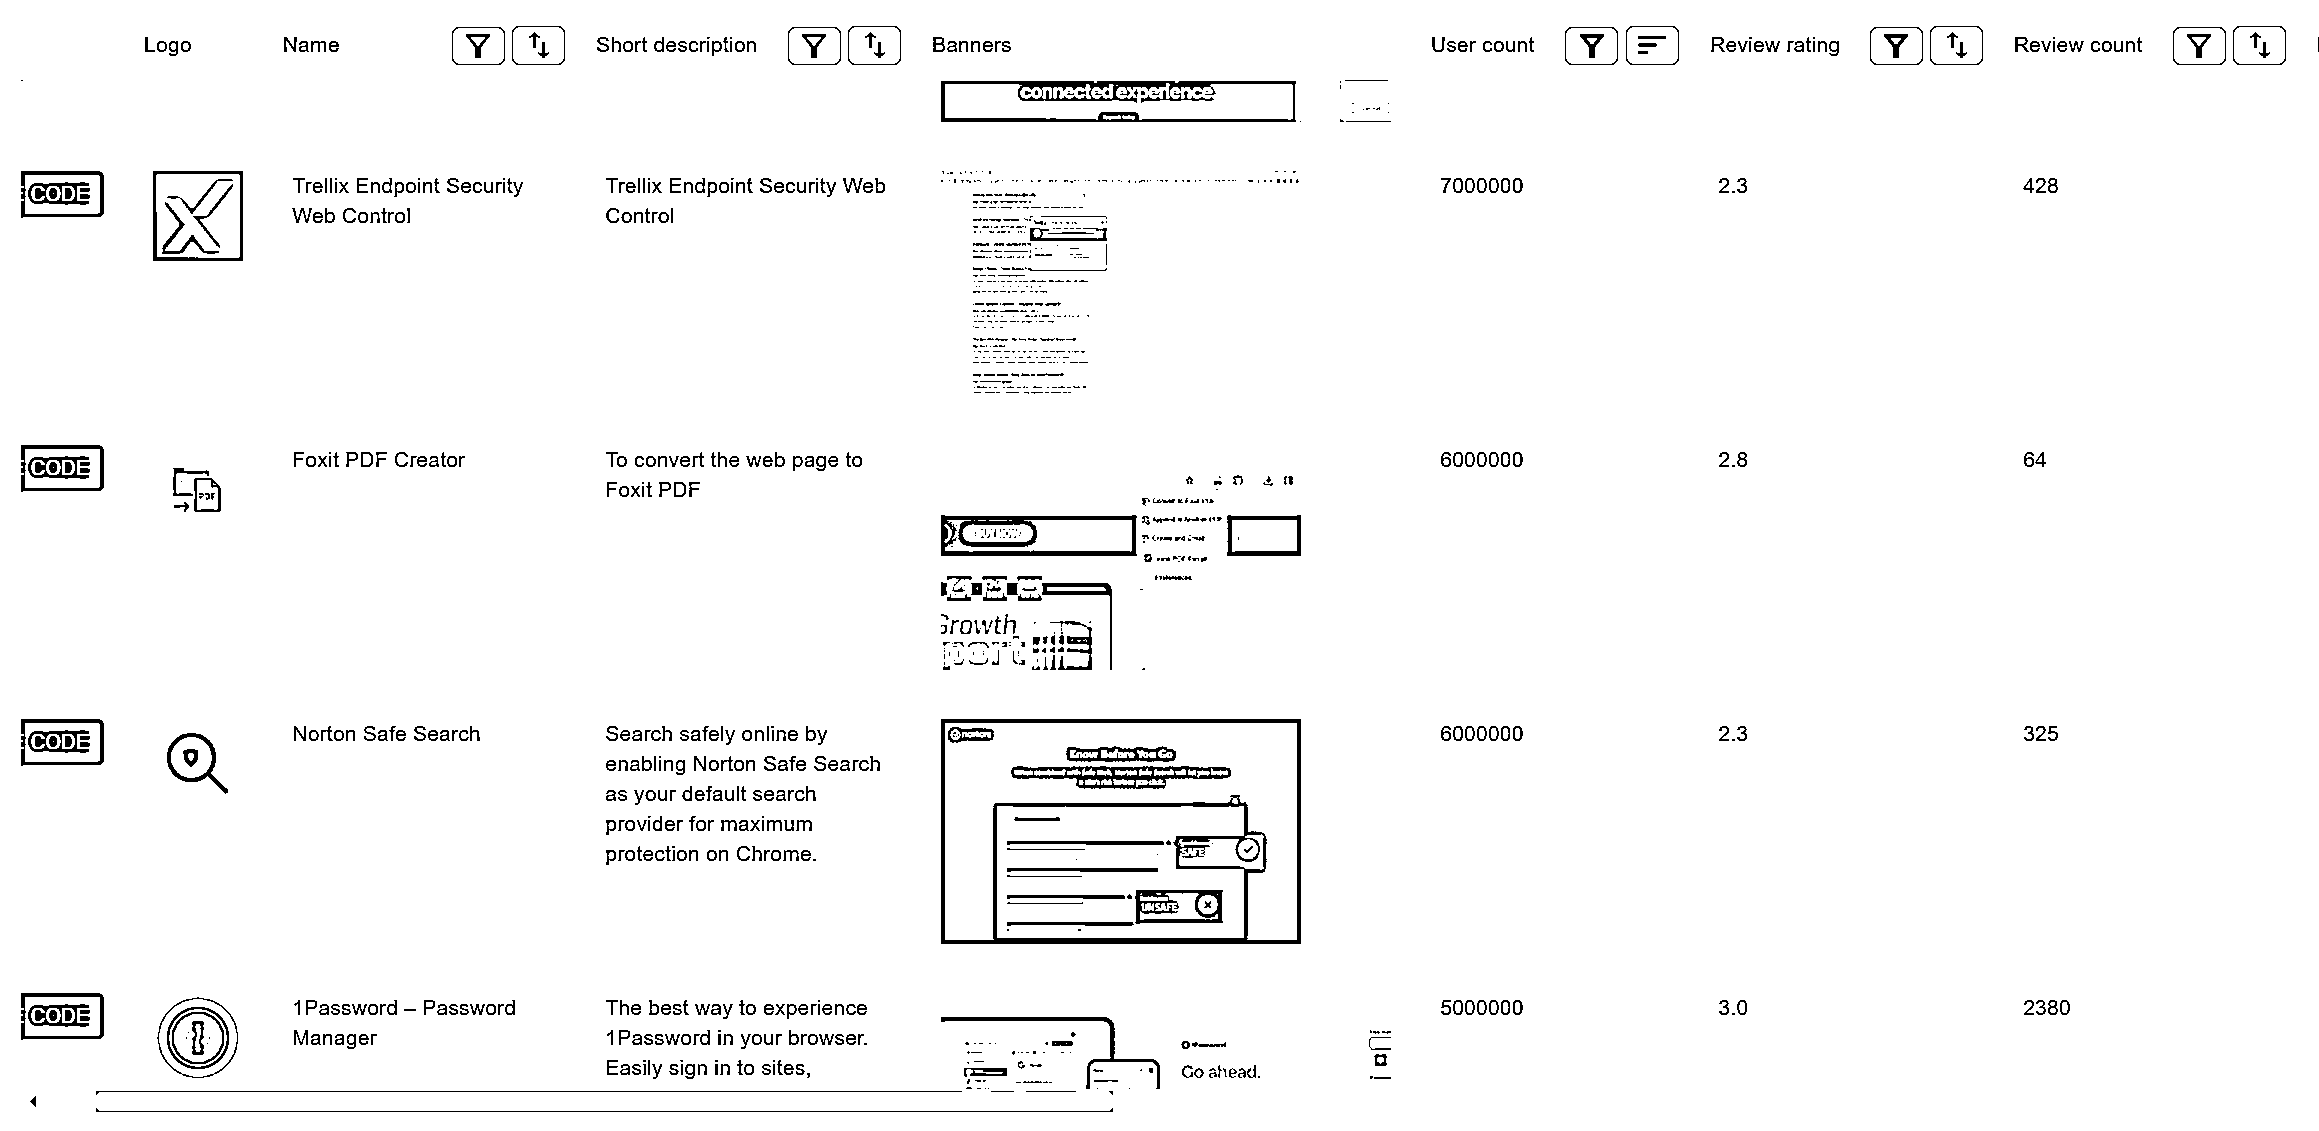 Logo Name Short description Banners User count Review rating Review count
connected experience
CODE Trellix Endpoint Security Trellix Endpoint Security Web 7000000 2.3 428
Web Control Control
CODE Foxit PDF Creator To convert the web page to 6000000 2.8 64
Foxit PDF
PDF
Preferences
Growth
port
CODE Norton Safe Search Search safely online by 6000000 2.3 325
enabling Norton Safe Search
as your default search
provider for maximum
protection on Chrome.
norton
Know Before You Go
SAFE
UNSAFE
CODE 1Password – Password The best way to experience 5000000 3.0 2380
Manager 1Password in your browser.
Easily sign in to sites,
Go ahead.